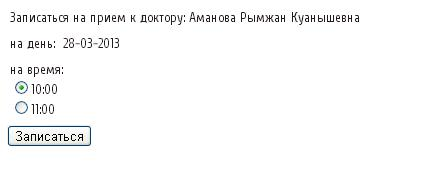 Записаться на прием к доктору: Аманова Рымжан Куанышевна
на день: 28-03-2013
на время:
10:00
11:00
Записаться